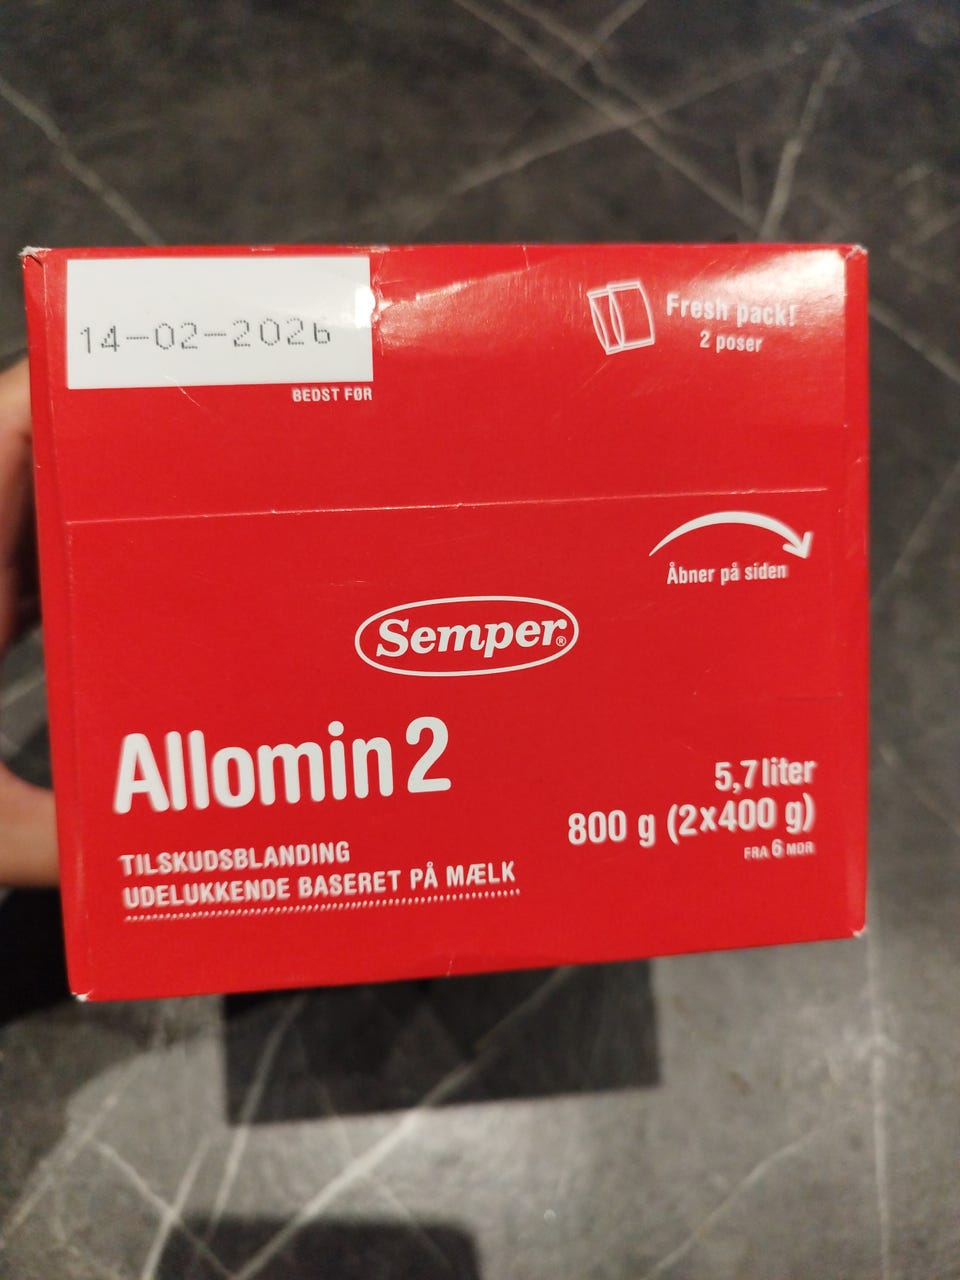 14-02-2026
BEDST FØR
Fresh pack!
2 poser
Åbner på siden
Semper®
Allomin 2
TILSKUDSBLANDING
UDELUKKENDE BASERET PÅ MÆLK
5,7 liter
800 g (2x400 g)
FRA 6 MDR